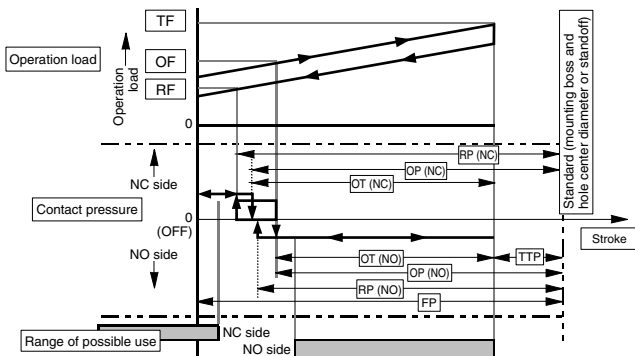 TF
OF
RF
0
Operation load
Operation
load
RP (NC)
OP (NC)
OT (NC)
NC side
Contact pressure
0
(OFF)
NO side
Stroke
Standard (mounting boss and
hole center diameter or standoff)
OT (NO)
TTP
OP (NO)
RP (NO)
FP
Range of possible use
NC side
NO side